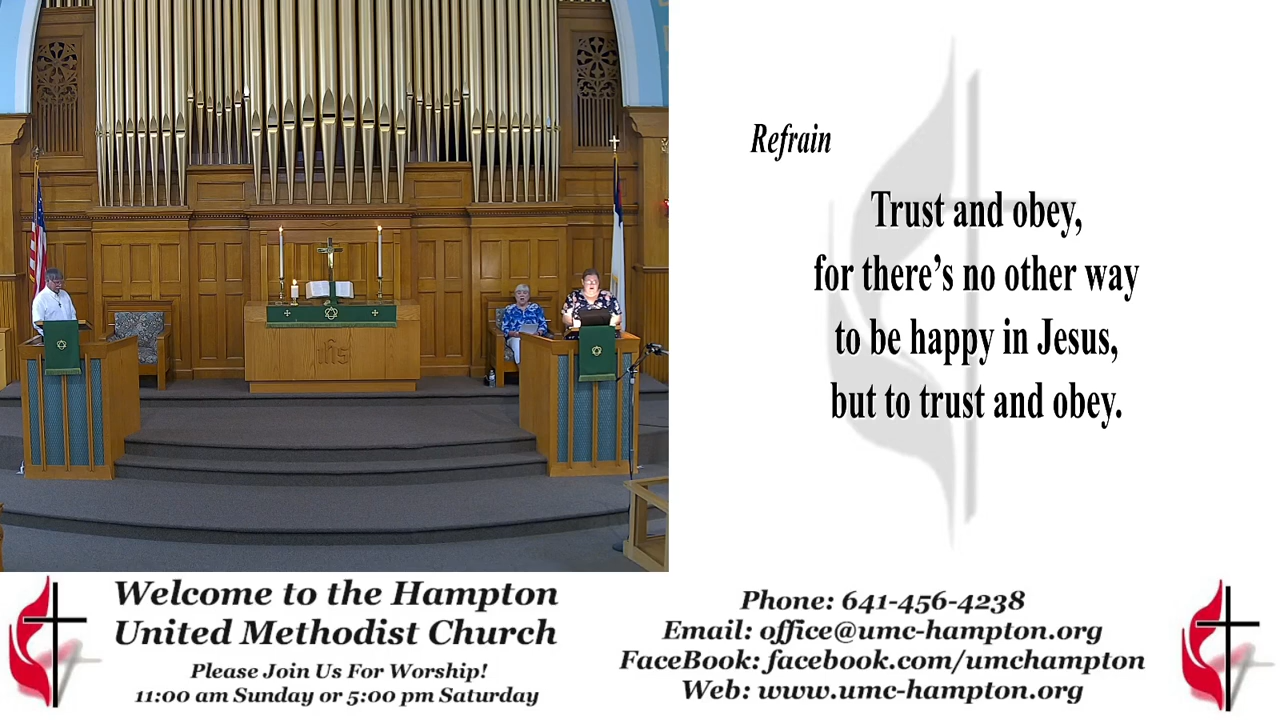 Refrain
Trust and obey,
for there’s no other way
to be happy in Jesus,
but to trust and obey.
ihs
Welcome to the Hampton
United Methodist Church
Please Join Us For Worship!
11:00 am Sunday or 5:00 pm Saturday
Phone: 641-456-4238
Email: office@umc-hampton.org
FaceBook: facebook.com/umchampton
Web: www.umc-hampton.org